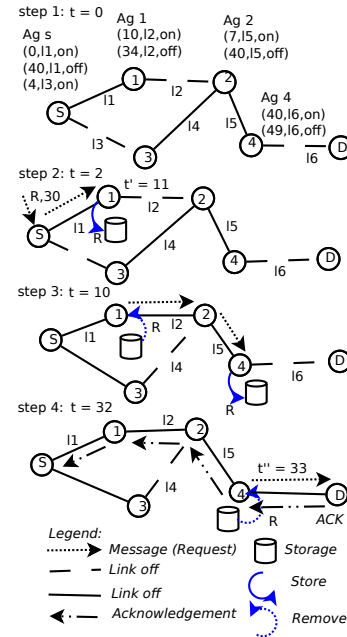 step 1: t = 0
Ag s
(0,l1,on)
(40,l1,off)
(4,l3,on)
Ag 1
(10,l2,on)
(34,l2,off)
Ag 2
(7,l5,on)
(40,l5,off)
Ag 4
(40,l6,on)
(49,l6,off)
S
1
2
3
4
D
l1
l2
l3
l4
l5
l6
step 2: t = 2
R,30
t' = 11
S
1
2
3
4
D
l1
l2
l4
l5
l6
R
step 3: t = 10
S
1
2
3
4
D
l1
l2
l4
l5
l6
R
R
step 4: t = 32
S
1
2
3
4
D
l1
l2
l4
l5
t'' = 33
R
ACK
Legend:
Message (Request)
Link off
Link off
Acknowledgement
Storage
Store
Remove